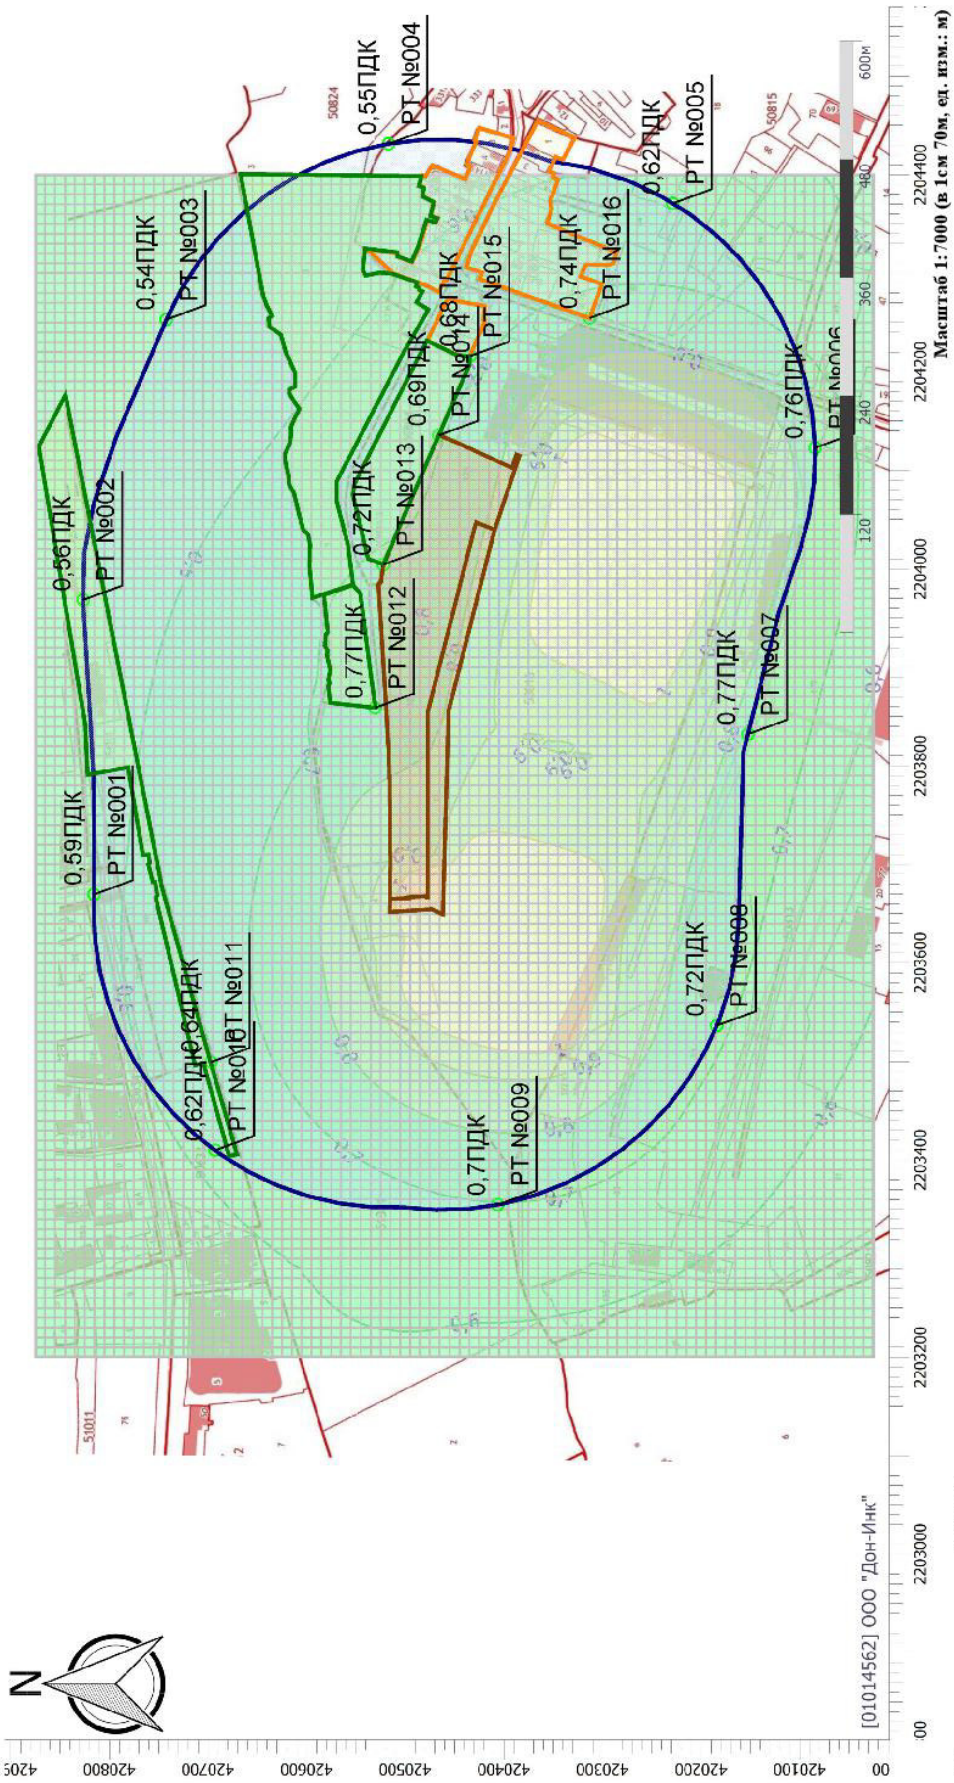 N
0,54ПДК
РТ №003
0,55ПДК
РТ №004
0,56ПДК
РТ №002
0,59ПДК
РТ №001
0,62ПДК
РТ №005
0,74ПДК
РТ №016
0,68ПДК
РТ №015
0,69ПДК
РТ №014
0,72ПДК
РТ №013
0,77ПДК
РТ №012
0,64ПДК
РТ №011
0,62ПДК
РТ №010
0,7ПДК
РТ №009
0,72ПДК
РТ №008
0,77ПДК
РТ №007
0,76ПДК
РТ №006
50824
50815
51011
420800
420700
420600
420500
420400
420300
420200
420100
00
2203000
2203200
2203400
2203600
2203800
2204000
2204200
2204400
120
240
360
480
600м
[01014562] ООО "Дон-Инк"
Масштаб 1:7000 (в 1см 70м, ед. изм.: м)